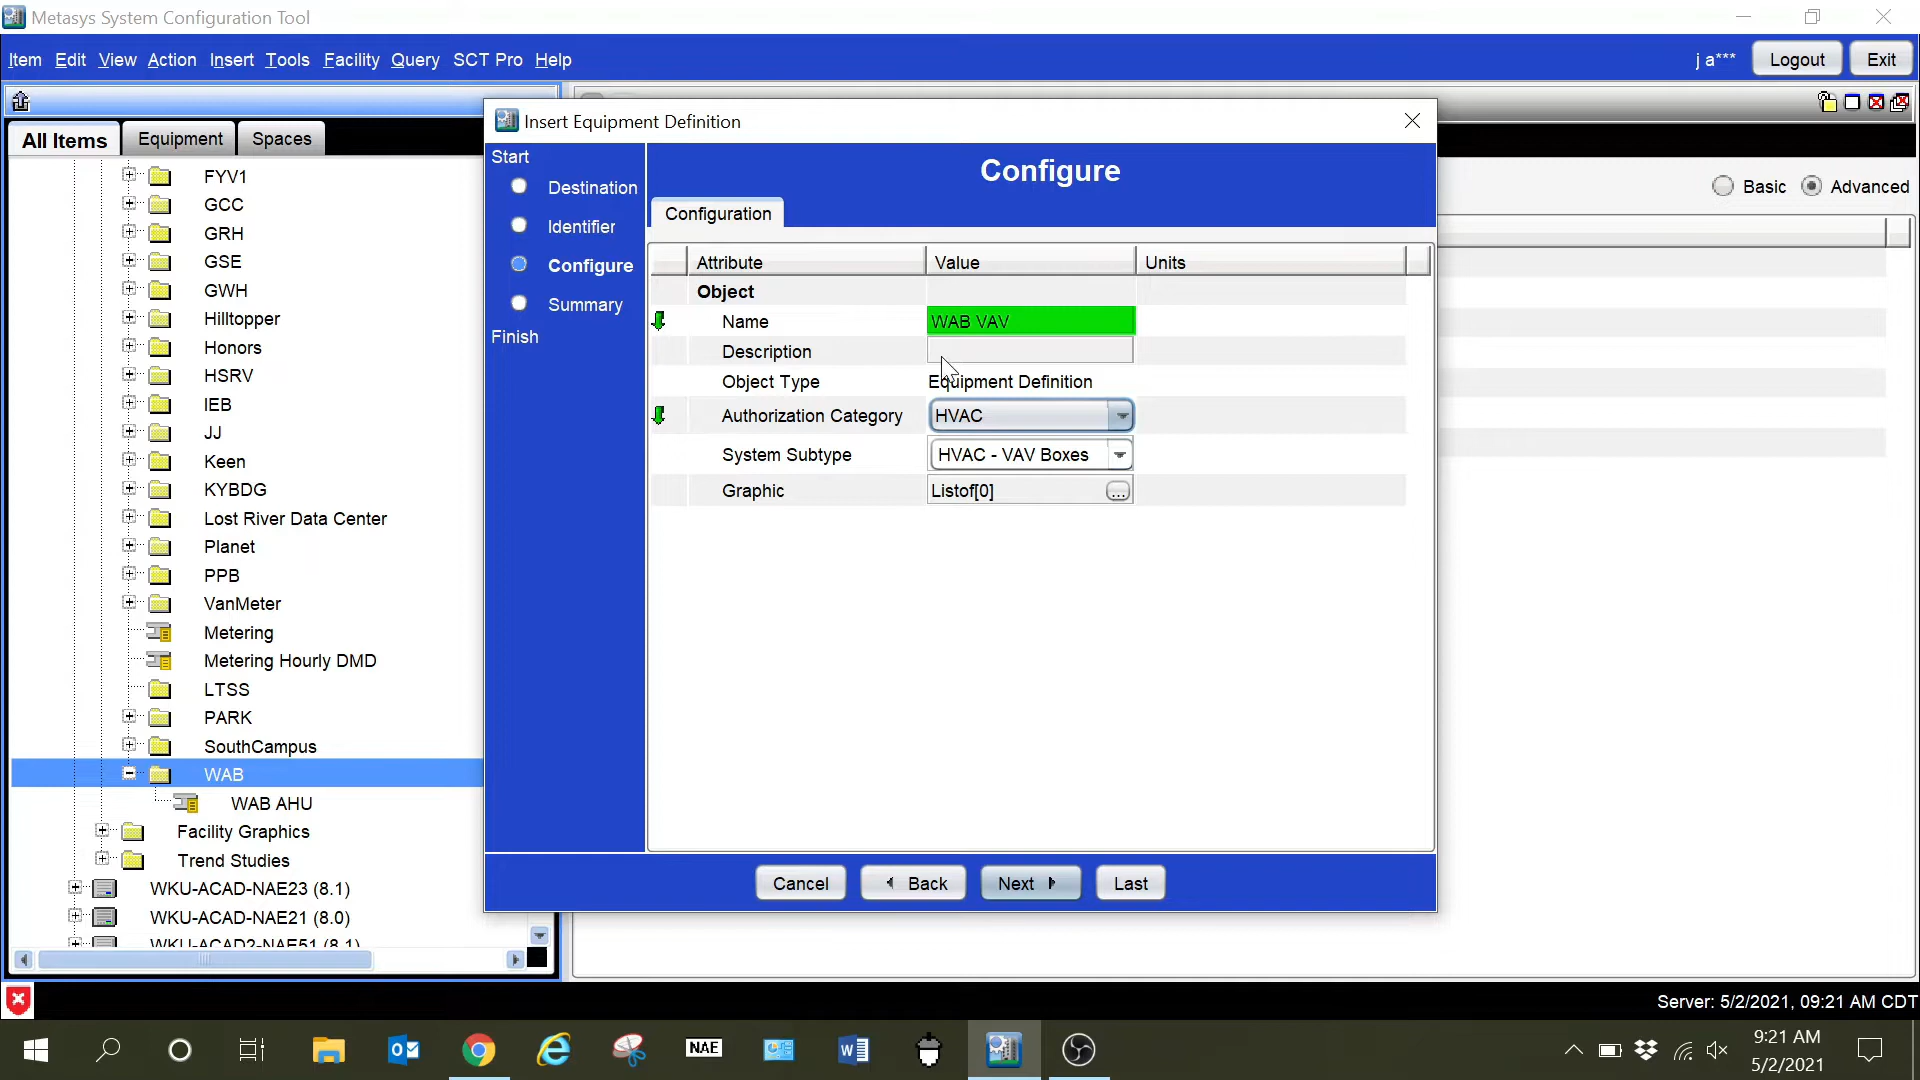 Metasys System Configuration Tool
Item Edit View Action Insert Tools Facility Query SCT Pro Help
j a*** Logout Exit
All Items Equipment Spaces
FYV1
GCC
GRH
GSE
GWH
Hilltopper
Honors
HSRV
IEB
JJ
Keen
KYBDG
Lost River Data Center
Planet
PPB
VanMeter
Metering
Metering Hourly DMD
LTSS
PARK
SouthCampus
WAB
WAB AHU
Facility Graphics
Trend Studies
WKU-ACAD-NAE23 (8.1)
WKU-ACAD-NAE21 (8.0)
WKU-ACAD2-NAE51 (8.1)
Insert Equipment Definition
Start
Destination
Identifier
Configure
Summary
Finish
Configure
Configuration
Attribute Value Units
Object
Name WAB VAV
Description
Object Type Equipment Definition
Authorization Category HVAC
System Subtype HVAC - VAV Boxes
Graphic Listof[0] ...
Cancel Back Next Last
Basic Advanced
Server: 5/2/2021, 09:21 AM CDT
NAE
9:21 AM
5/2/2021